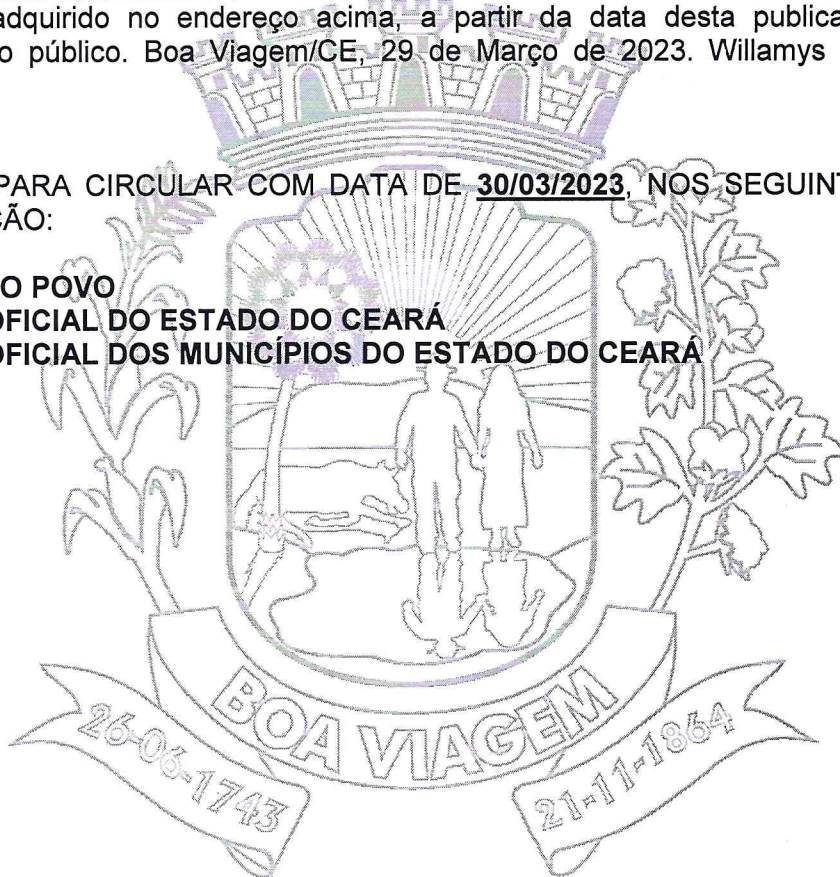 adquirido no endereço acima, a partir da data desta publica
o público. Boa Viagem/CE, 29 de Março de 2023. Willamys
PARA CIRCULAR COM DATA DE 30/03/2023, NOS SEGUINT
ÇÃO:
O POVO
OFICIAL DO ESTADO DO CEARÁ
OFICIAL DOS MUNICÍPIOS DO ESTADO DO CEARÁ
BOA VIAGEM
26-06-1743
21-11-1864